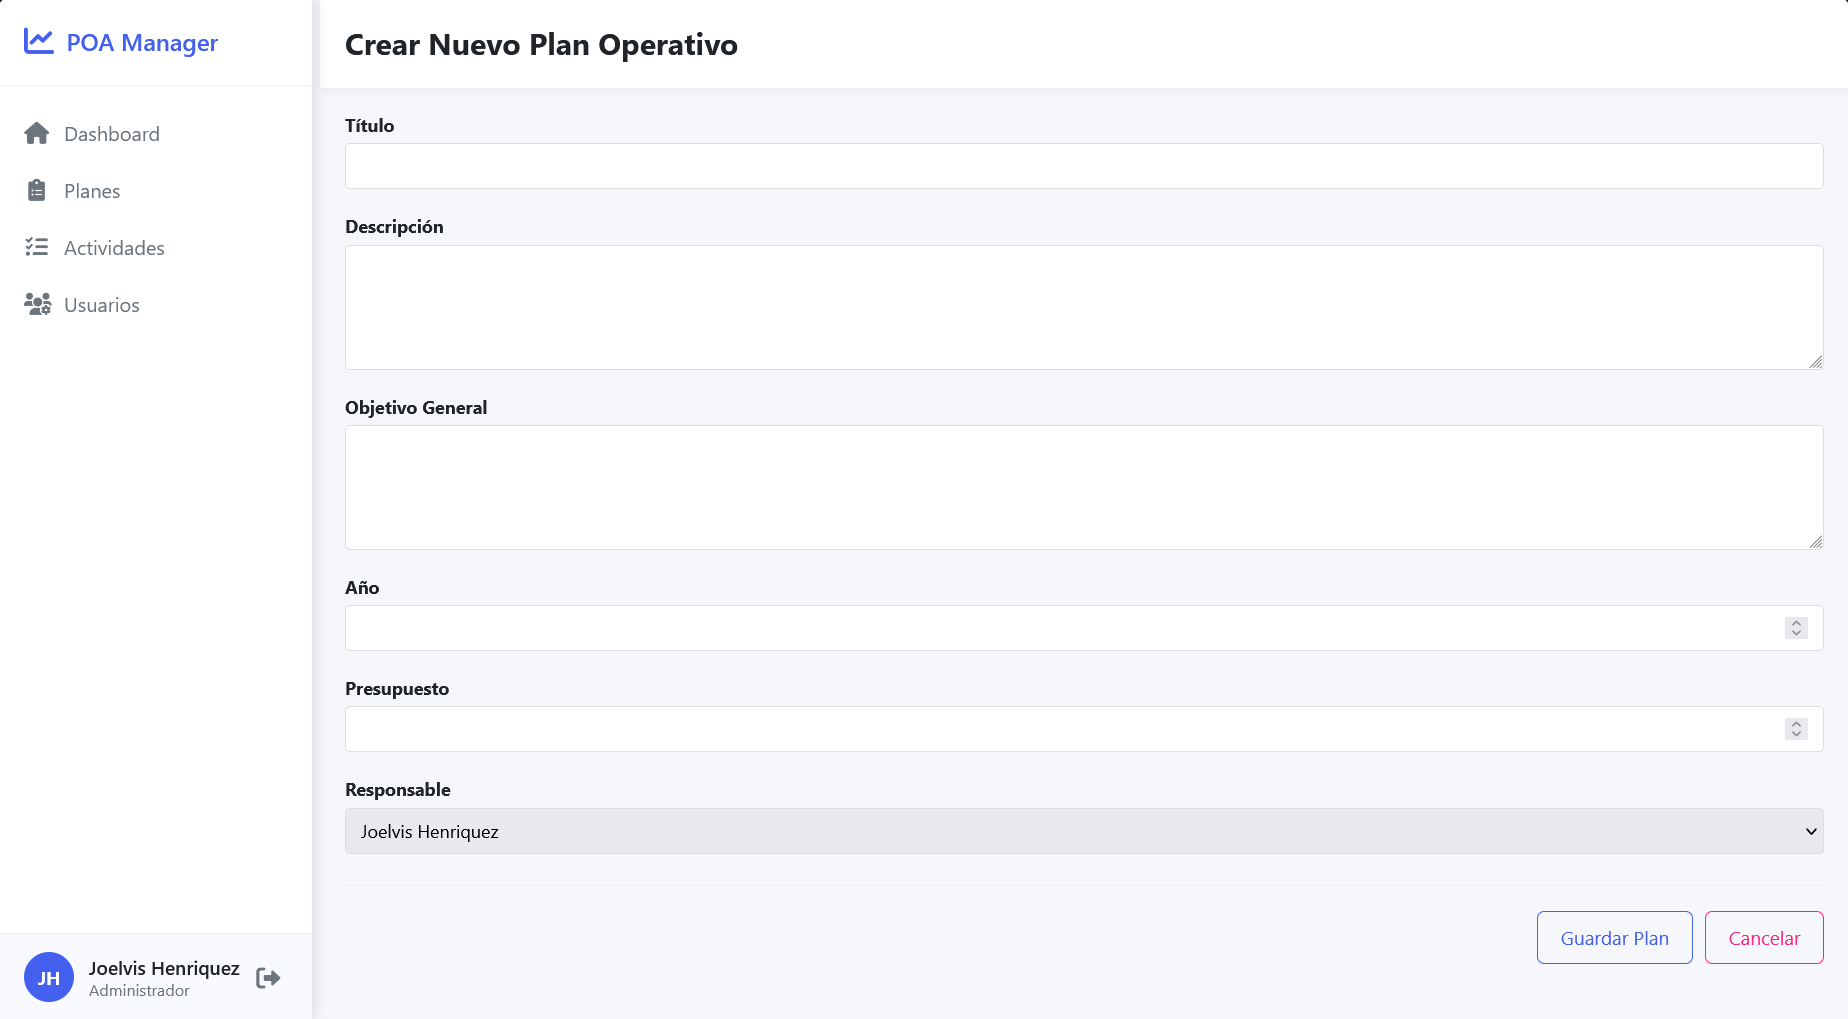 POA Manager
Dashboard
Planes
Actividades
Usuarios
JH
Joelvis Henriquez
Administrador
Crear Nuevo Plan Operativo
Título
Descripción
Objetivo General
Año
Presupuesto
Responsable
Joelvis Henriquez
Guardar Plan
Cancelar